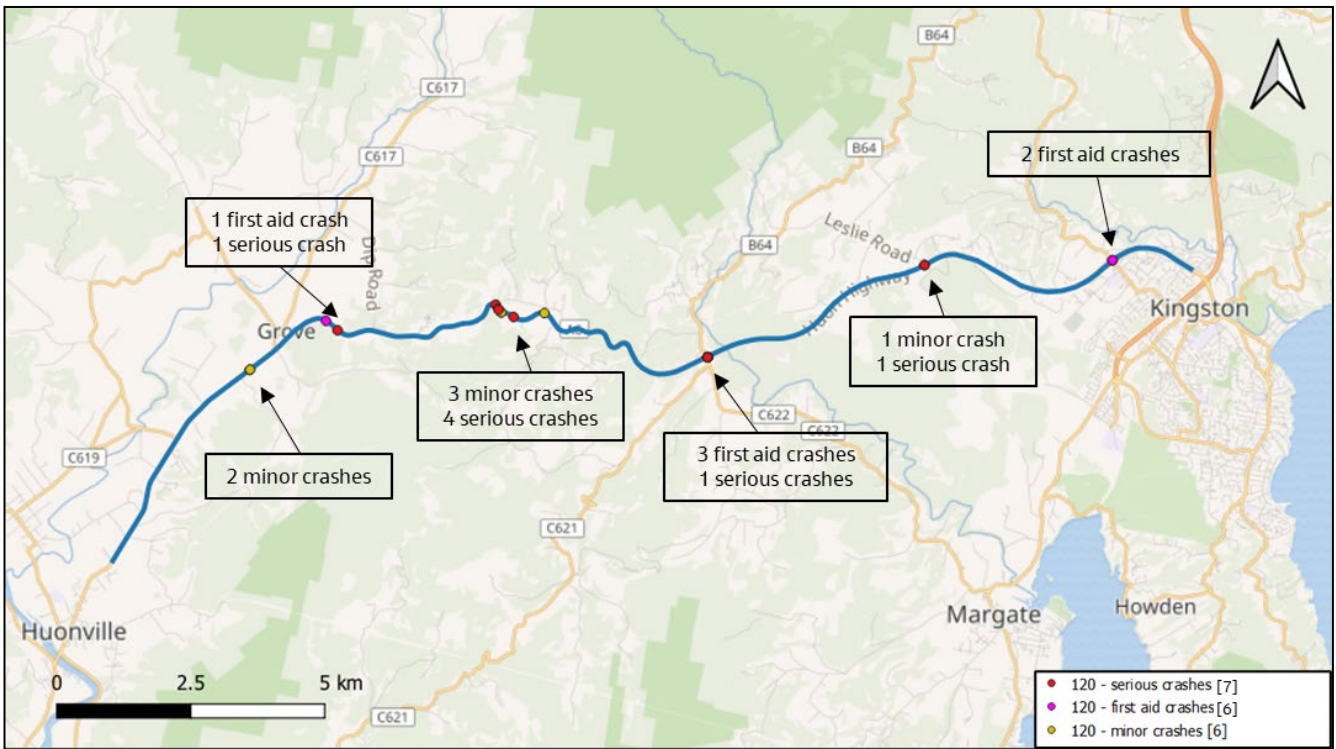 B64
C617
C617
B64
2 first aid crashes
1 first aid crash
1 serious crash
Dip Road
Leslie Road
B64
Huon Highway
Grove
Kingston
1 minor crash
1 serious crash
3 minor crashes
4 serious crashes
C622
C622
3 first aid crashes
1 serious crashes
C619
2 minor crashes
C621
Margate
Howden
Huonville
0 2.5 5 km
C621
120 - serious crashes [7]
120 - first aid crashes [6]
120 - minor crashes [6]